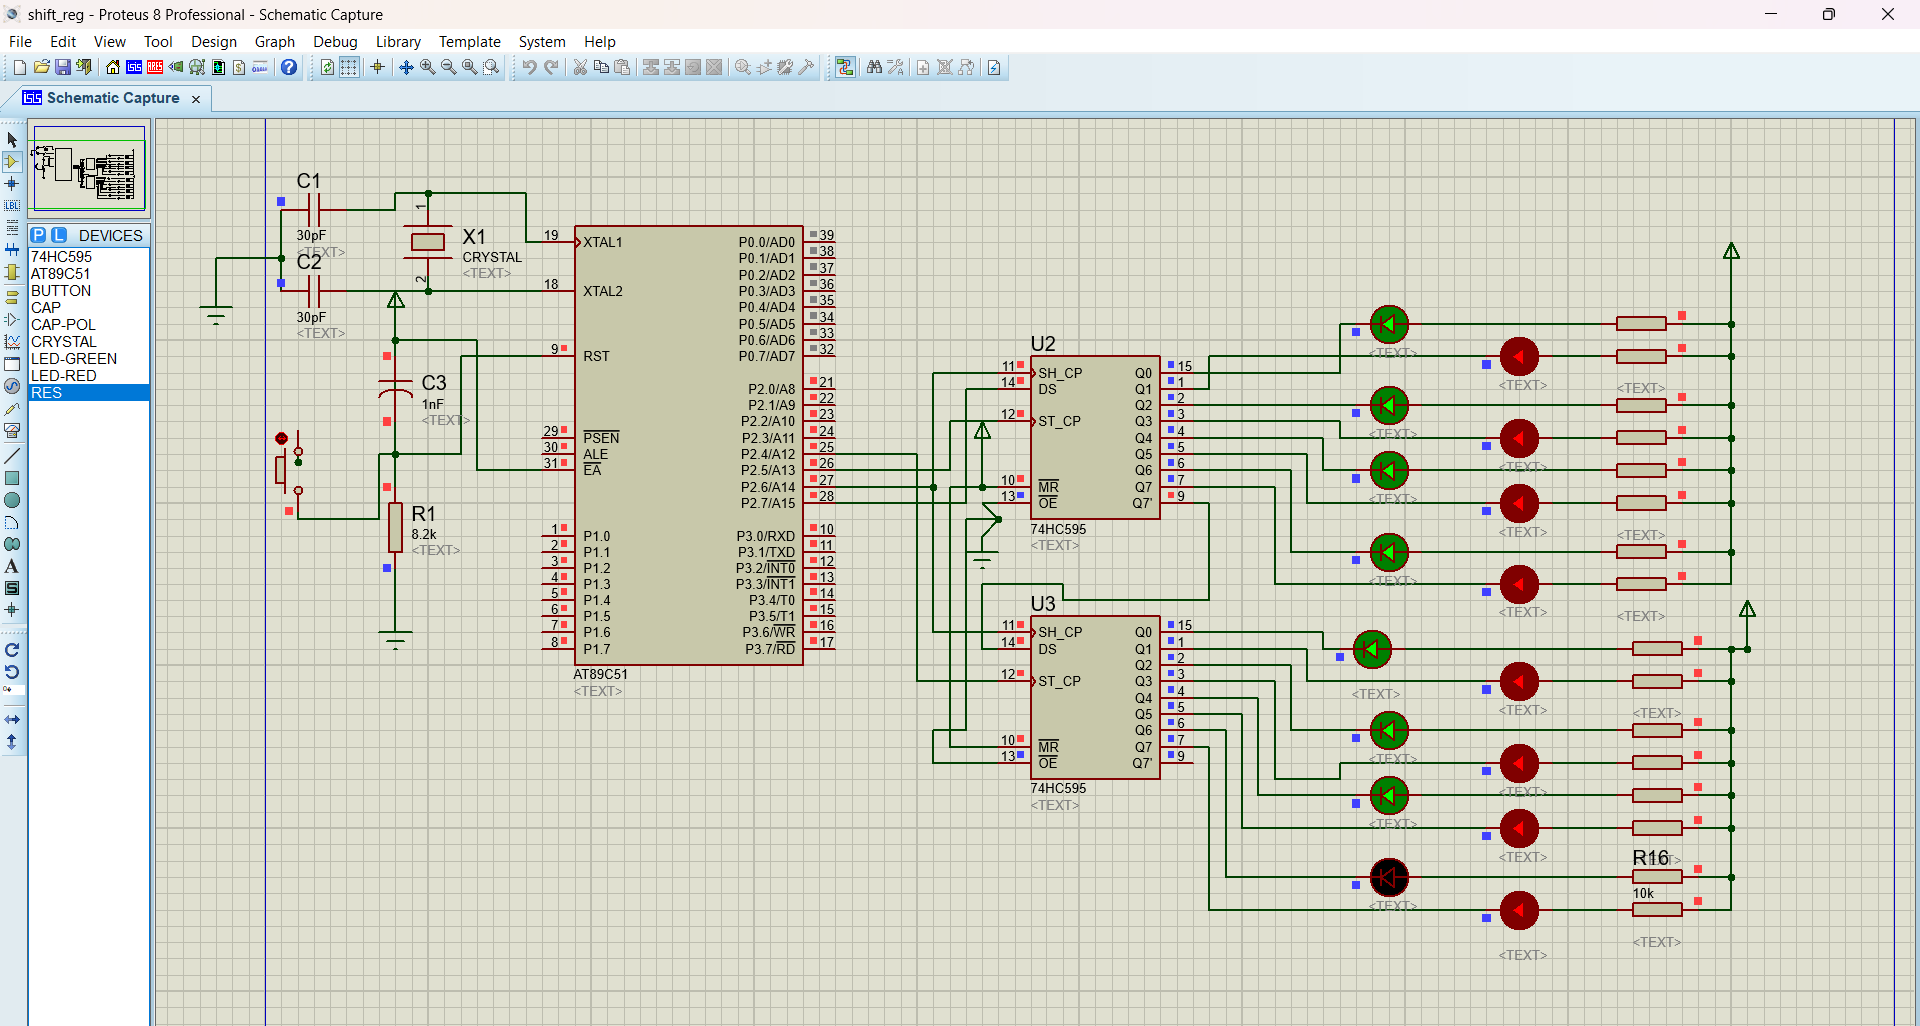 shift_reg - Proteus 8 Professional - Schematic Capture
File Edit View Tool Design Graph Debug Library Template System Help
Schematic Capture
P L DEVICES
74HC595
AT89C51
BUTTON
CAP
CAP-POL
CRYSTAL
LED-GREEN
LED-RED
RES
C1
30pF
<TEXT>
C2
30pF
<TEXT>
1
X1
CRYSTAL
<TEXT>
2
C3
1nF
<TEXT>
R1
8.2k
<TEXT>
19 XTAL1
18 XTAL2
9 RST
29 PSEN
30 ALE
31 EA
1 P1.0
2 P1.1
3 P1.2
4 P1.3
5 P1.4
6 P1.5
7 P1.6
8 P1.7
P0.0/AD0 39
P0.1/AD1 38
P0.2/AD2 37
P0.3/AD3 36
P0.4/AD4 35
P0.5/AD5 34
P0.6/AD6 33
P0.7/AD7 32
P2.0/A8 21
P2.1/A9 22
P2.2/A10 23
P2.3/A11 24
P2.4/A12 25
P2.5/A13 26
P2.6/A14 27
P2.7/A15 28
P3.0/RXD 10
P3.1/TXD 11
P3.2/INT0 12
P3.3/INT1 13
P3.4/T0 14
P3.5/T1 15
P3.6/WR 16
P3.7/RD 17
AT89C51
<TEXT>
U2
11 SH_CP
14 DS
12 ST_CP
10 MR
13 OE
Q0 15
Q1 1
Q2 2
Q3 3
Q4 4
Q5 5
Q6 6
Q7 7
Q7' 9
74HC595
<TEXT>
U3
11 SH_CP
14 DS
12 ST_CP
10 MR
13 OE
Q0 15
Q1 1
Q2 2
Q3 3
Q4 4
Q5 5
Q6 6
Q7 7
Q7' 9
74HC595
<TEXT>
<TEXT>
<TEXT> <TEXT>
<TEXT>
<TEXT>
<TEXT>
<TEXT> <TEXT>
<TEXT>
<TEXT> <TEXT>
<TEXT>
<TEXT> <TEXT>
<TEXT> <TEXT>
<TEXT>
<TEXT> <TEXT>
R16
10k
<TEXT>
<TEXT>
<TEXT>